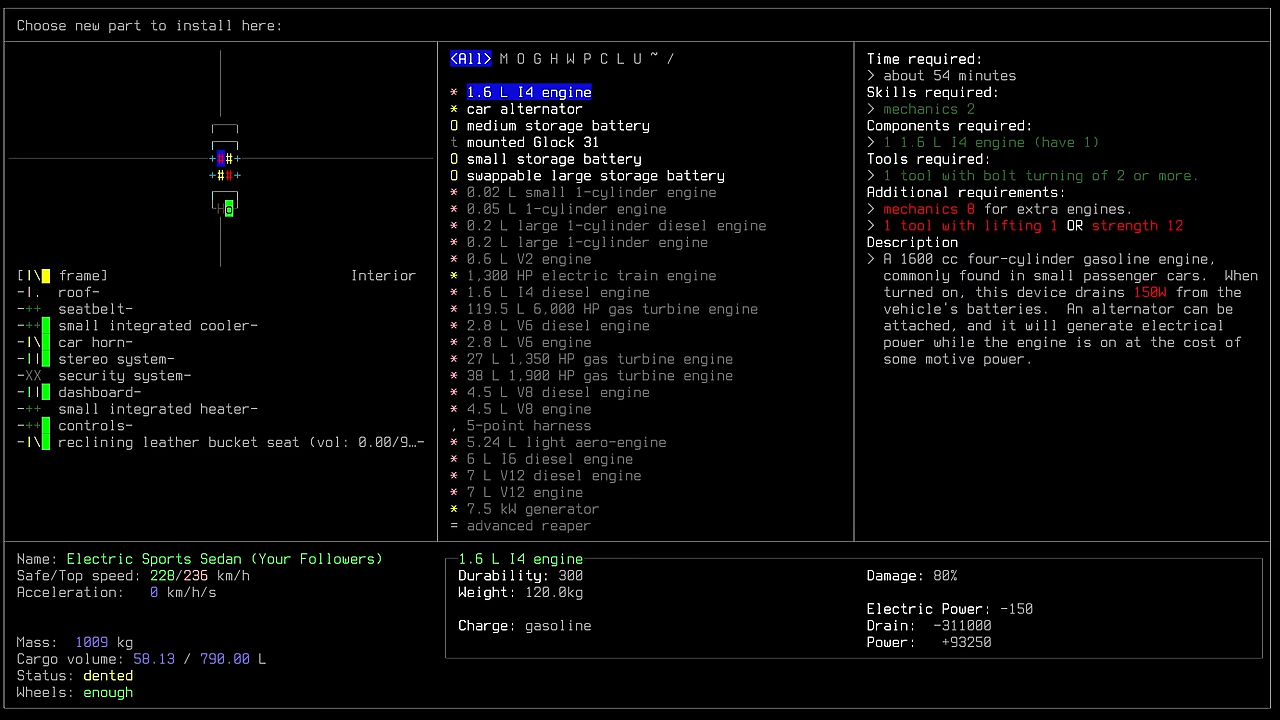 Choose new part to install here:
[|\ frame] Interior
-|. roof-
-++ seatbelt-
-++ small integrated cooler-
-|\ car horn-
-|| stereo system-
-XX security system-
-|| dashboard-
-++ small integrated heater-
-++ controls-
-|\ reclining leather bucket seat (vol: 0.00/9…-
<All> M O G H W P C L U ~ /
* 1.6 L I4 engine
* car alternator
O medium storage battery
t mounted Glock 31
O small storage battery
O swappable large storage battery
* 0.02 L small 1-cylinder engine
* 0.05 L 1-cylinder engine
* 0.2 L large 1-cylinder diesel engine
* 0.2 L large 1-cylinder engine
* 0.6 L V2 engine
* 1,300 HP electric train engine
* 1.6 L I4 diesel engine
* 119.5 L 6,000 HP gas turbine engine
* 2.8 L V6 diesel engine
* 2.8 L V6 engine
* 27 L 1,350 HP gas turbine engine
* 38 L 1,900 HP gas turbine engine
* 4.5 L V8 diesel engine
* 4.5 L V8 engine
, 5-point harness
* 5.24 L light aero-engine
* 6 L I6 diesel engine
* 7 L V12 diesel engine
* 7 L V12 engine
* 7.5 kW generator
= advanced reaper
Time required:
> about 54 minutes
Skills required:
> mechanics 2
Components required:
> 1 1.6 L I4 engine (have 1)
Tools required:
> 1 tool with bolt turning of 2 or more.
Additional requirements:
> mechanics 8 for extra engines.
> 1 tool with lifting 1 OR strength 12
Description
> A 1600 cc four-cylinder gasoline engine,
commonly found in small passenger cars.  When
turned on, this device drains 150W from the
vehicle's batteries.  An alternator can be
attached, and it will generate electrical
power while the engine is on at the cost of
some motive power.
Name: Electric Sports Sedan (Your Followers)
Safe/Top speed: 228/236 km/h
Acceleration:   0 km/h/s
Mass:  1009 kg
Cargo volume: 58.13 / 790.00 L
Status: dented
Wheels: enough
1.6 L I4 engine
Durability: 300
Weight: 120.0kg
Charge: gasoline
Damage: 80%
Electric Power: -150
Drain:  -311000
Power:   +93250